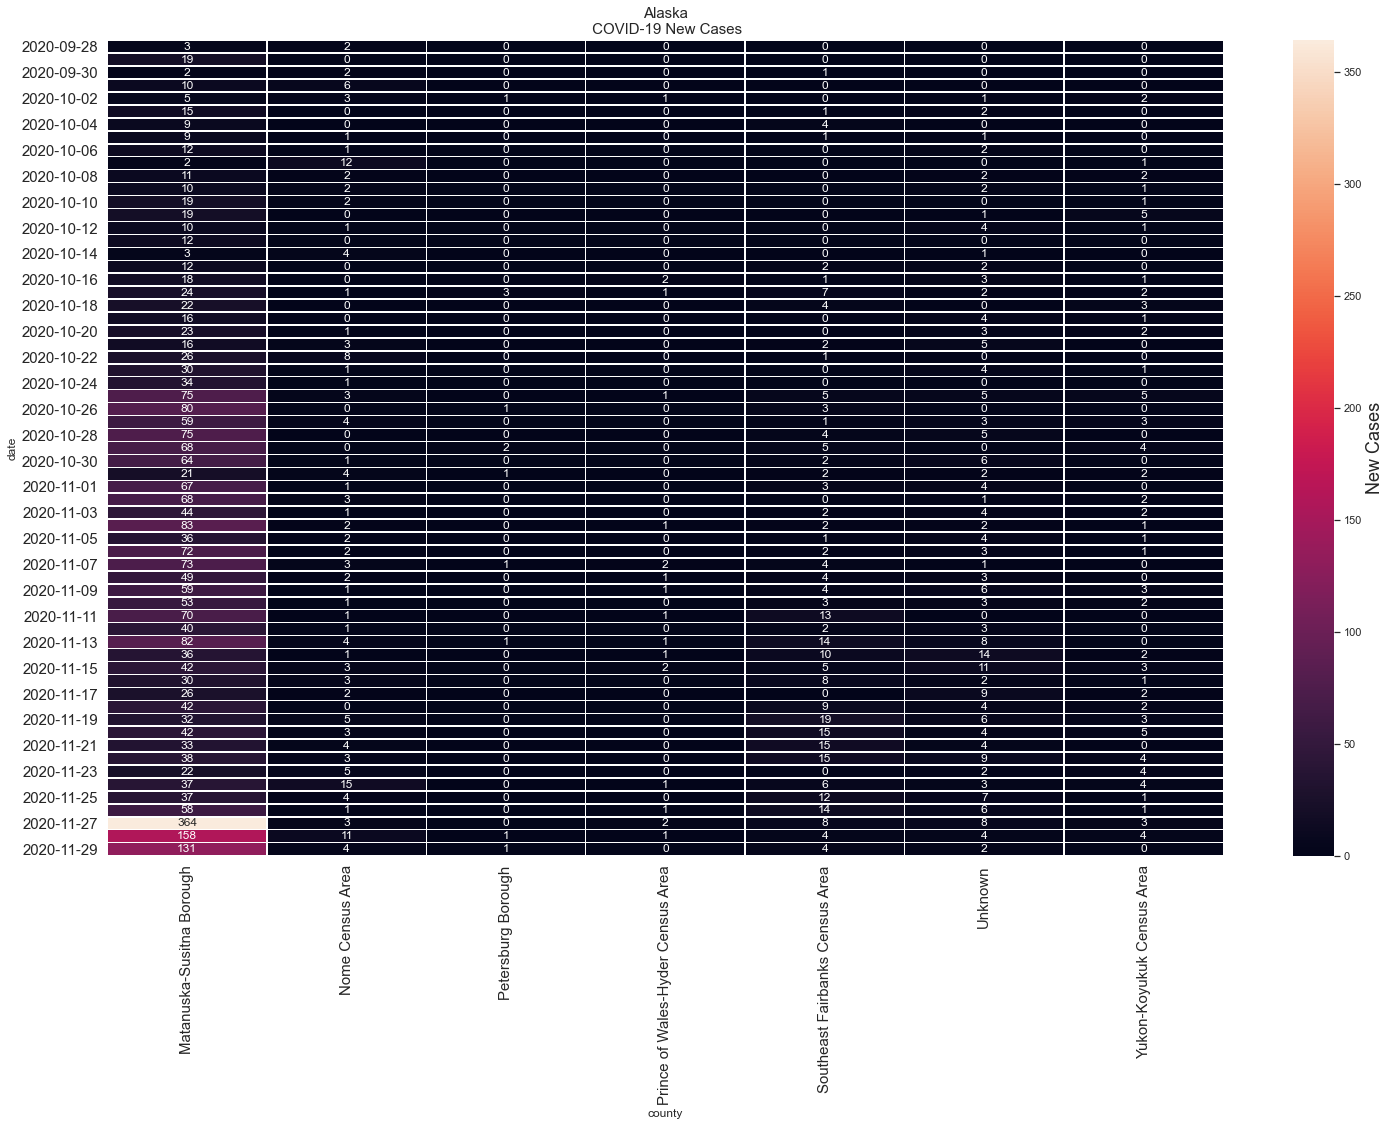 Alaska
COVID-19 New Cases
2020-09-28 3 2 0 0 0 0 0
19 0 0 0 0 0 0
2020-09-30 2 2 0 0 1 0 0
10 6 0 0 0 0 0
2020-10-02 5 3 1 1 0 1 2
15 0 0 0 1 2 0
2020-10-04 9 0 0 0 4 0 0
9 1 0 0 1 1 0
2020-10-06 12 1 0 0 0 2 0
2 12 0 0 0 0 1
2020-10-08 11 2 0 0 0 2 2
10 2 0 0 0 2 1
2020-10-10 19 2 0 0 0 0 1
19 0 0 0 0 1 5
2020-10-12 10 1 0 0 0 4 1
12 0 0 0 0 0 0
2020-10-14 3 4 0 0 0 1 0
12 0 0 0 2 2 0
2020-10-16 18 0 0 2 1 3 1
24 1 3 1 7 2 2
2020-10-18 22 0 0 0 4 0 3
16 0 0 0 0 4 1
2020-10-20 23 1 0 0 0 3 2
16 3 0 0 2 5 0
2020-10-22 26 8 0 0 1 0 0
30 1 0 0 0 4 1
2020-10-24 34 1 0 0 0 0 0
75 3 0 1 5 5 5
2020-10-26 80 0 1 0 3 0 0
59 4 0 0 1 3 3
2020-10-28 75 0 0 0 4 5 0
68 0 2 0 5 0 4
2020-10-30 64 1 0 0 2 6 0
21 4 1 0 2 2 2
2020-11-01 67 1 0 0 3 4 0
68 3 0 0 0 1 2
2020-11-03 44 1 0 0 2 4 2
83 2 0 1 2 2 1
2020-11-05 36 2 0 0 1 4 1
72 2 0 0 2 3 1
2020-11-07 73 3 1 2 4 1 0
49 2 0 1 4 3 0
2020-11-09 59 1 0 1 4 6 3
53 1 0 0 3 3 2
2020-11-11 70 1 0 1 13 0 0
40 1 0 0 2 3 0
2020-11-13 82 4 1 1 14 8 0
36 1 0 1 10 14 2
2020-11-15 42 3 0 2 5 11 3
30 3 0 0 8 2 1
2020-11-17 26 2 0 0 0 9 2
42 0 0 0 9 4 2
2020-11-19 32 5 0 0 19 6 3
42 3 0 0 15 4 5
2020-11-21 33 4 0 0 15 4 0
38 3 0 0 15 9 4
2020-11-23 22 5 0 0 0 2 4
37 15 0 1 6 3 4
2020-11-25 37 4 0 0 12 7 1
58 1 0 1 14 6 1
2020-11-27 364 3 0 2 8 8 3
158 11 1 1 4 4 4
2020-11-29 131 4 1 0 4 2 0
date
Matanuska-Susitna Borough
Nome Census Area
Petersburg Borough
Prince of Wales-Hyder Census Area
Southeast Fairbanks Census Area
Unknown
Yukon-Koyukuk Census Area
county
350
300
250
200
150
100
50
0
New Cases